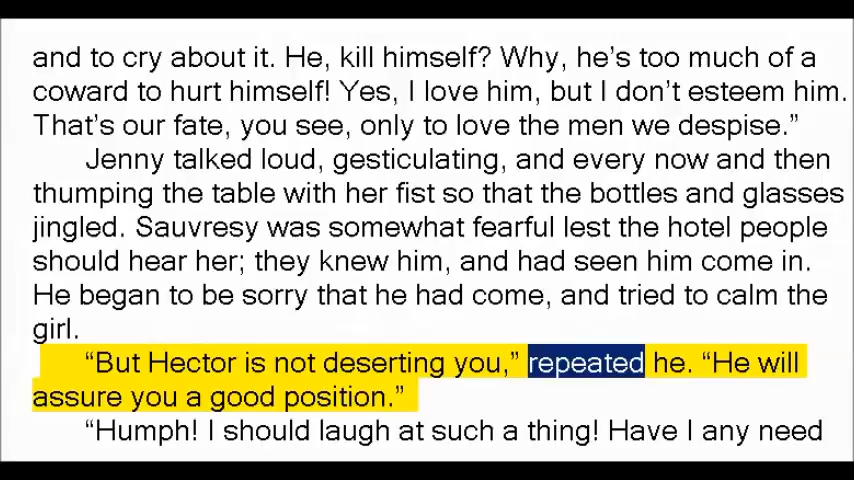 and to cry about it. He, kill himself? Why, he’s too much of a
coward to hurt himself! Yes, I love him, but I don’t esteem him.
That’s our fate, you see, only to love the men we despise.”
Jenny talked loud, gesticulating, and every now and then
thumping the table with her fist so that the bottles and glasses
jingled. Sauvresy was somewhat fearful lest the hotel people
should hear her; they knew him, and had seen him come in.
He began to be sorry that he had come, and tried to calm the
girl.
“But Hector is not deserting you,” repeated he. “He will
assure you a good position.”
“Humph! I should laugh at such a thing! Have I any need